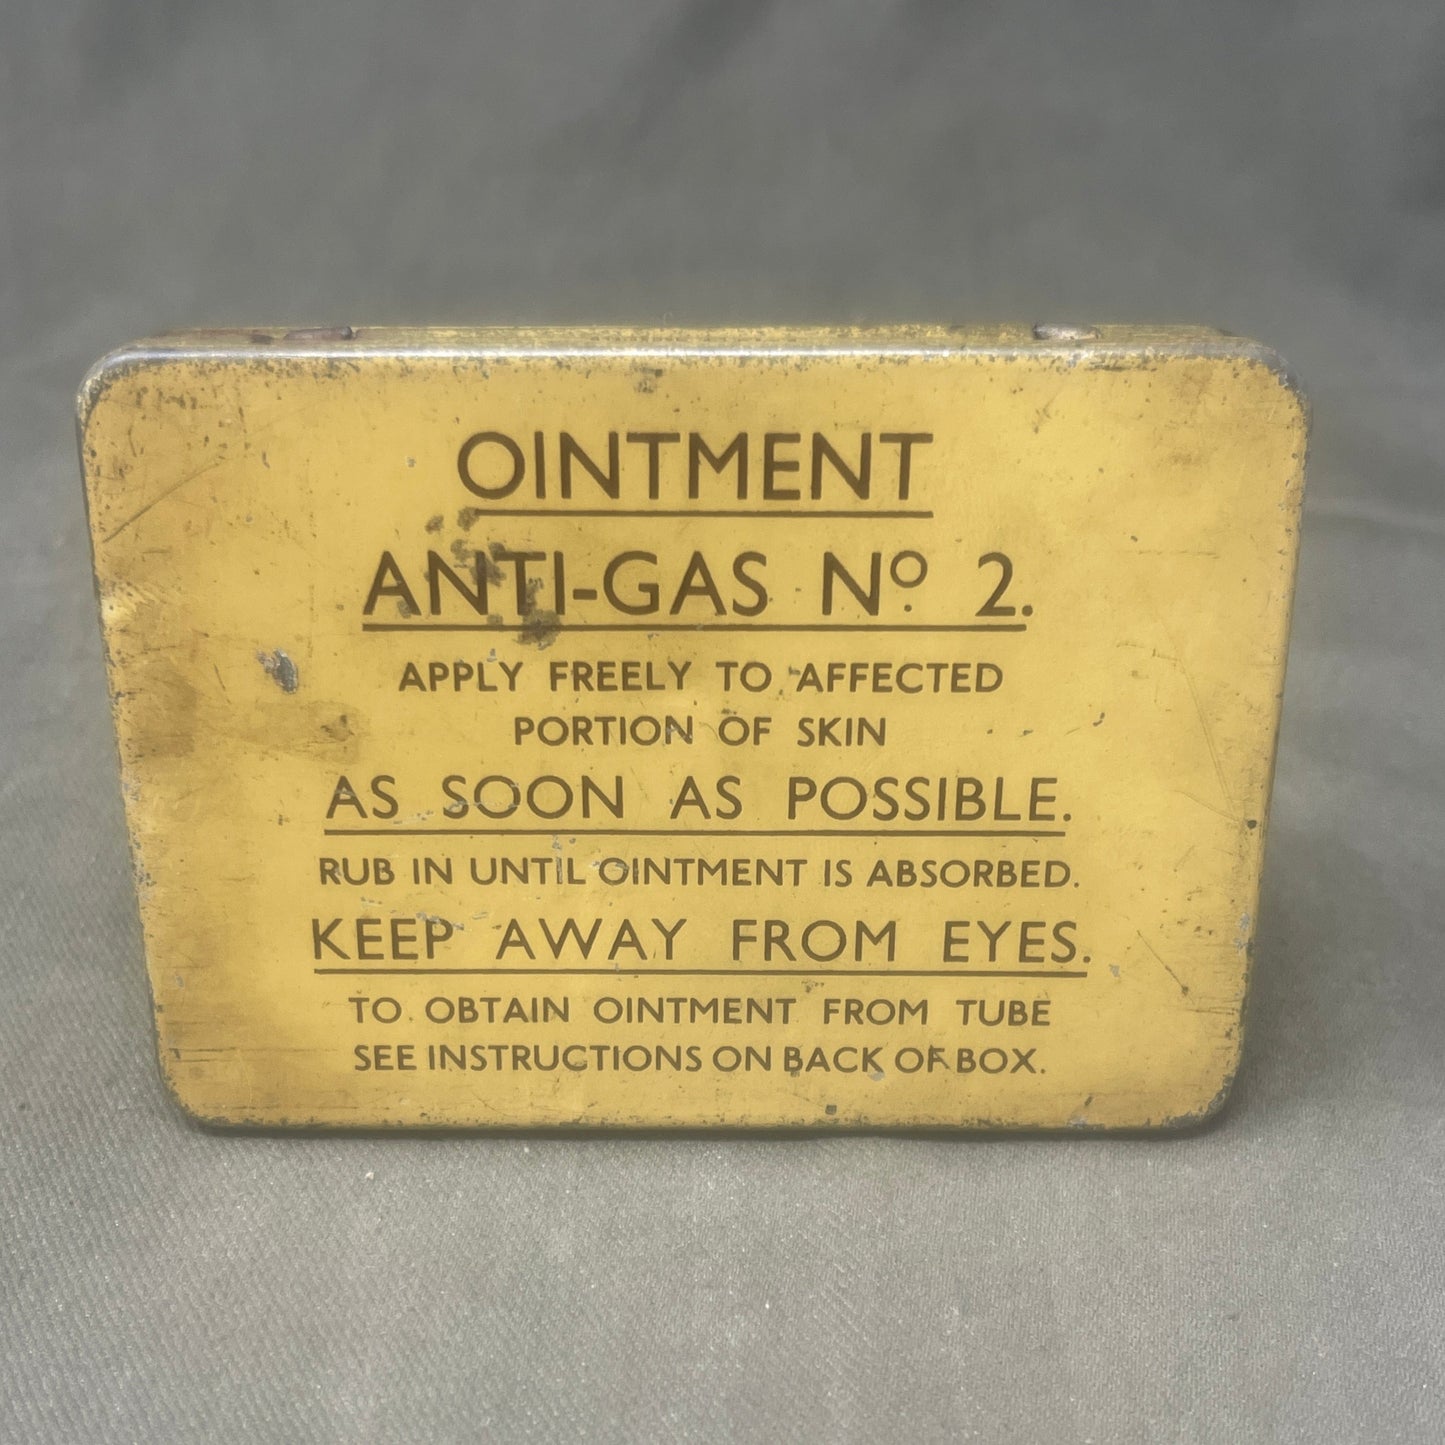 OINTMENT
ANTI-GAS Nº 2.
APPLY FREELY TO AFFECTED
PORTION OF SKIN
AS SOON AS POSSIBLE.
RUB IN UNTIL OINTMENT IS ABSORBED.
KEEP AWAY FROM EYES.
TO OBTAIN OINTMENT FROM TUBE
SEE INSTRUCTIONS ON BACK OF BOX.